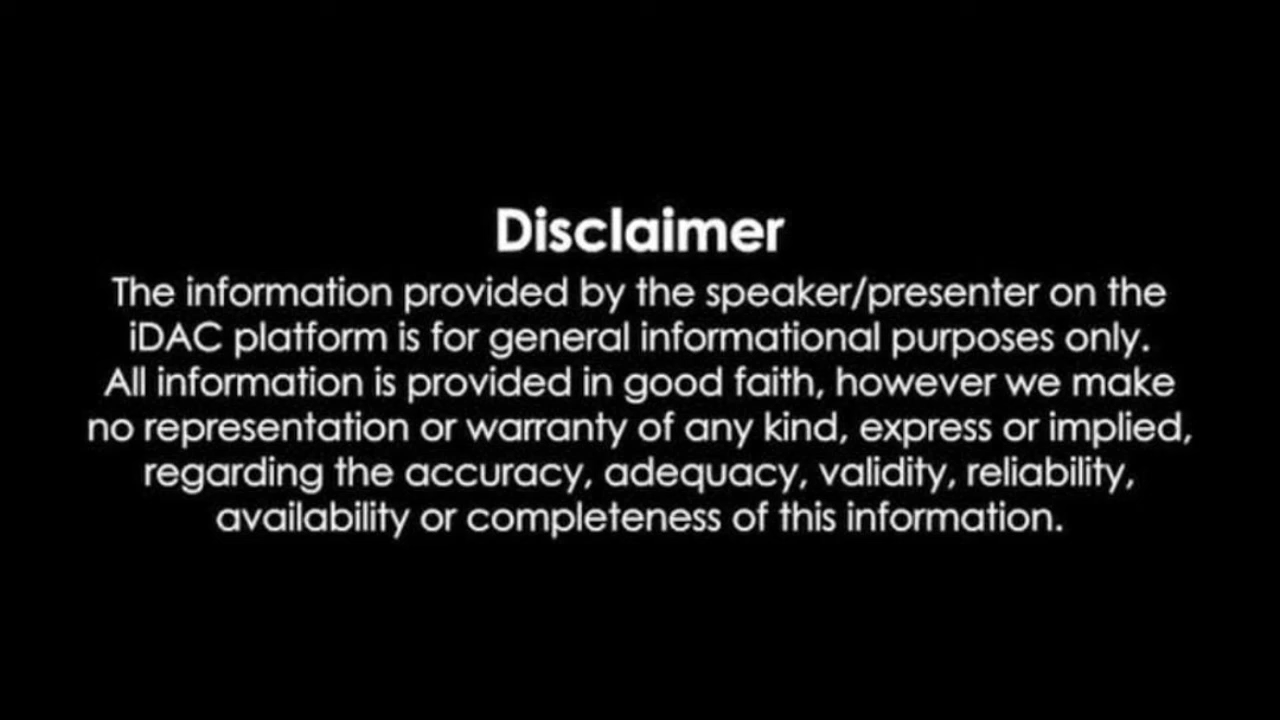 Disclaimer
The information provided by the speaker/presenter on the
iDAC platform is for general informational purposes only.
All information is provided in good faith, however we make
no representation or warranty of any kind, express or implied,
regarding the accuracy, adequacy, validity, reliability,
availability or completeness of this information.